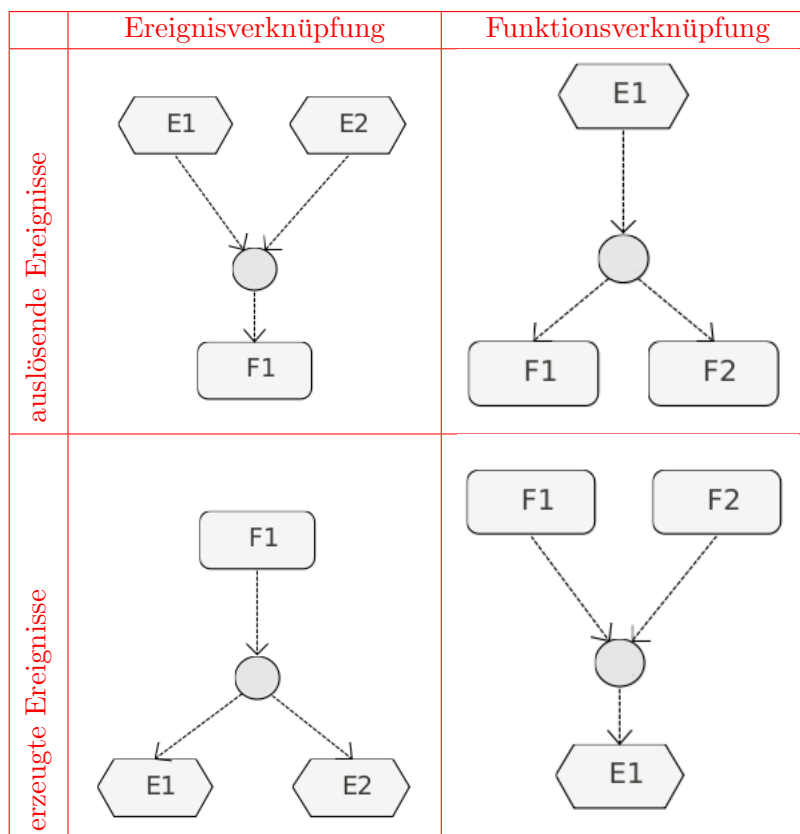 Ereignisverknüpfung Funktionsverknüpfung
auslösende Ereignisse
E1 E2
F1
E1
F1 F2
erzeugte Ereignisse
F1
E1 E2
F1 F2
E1